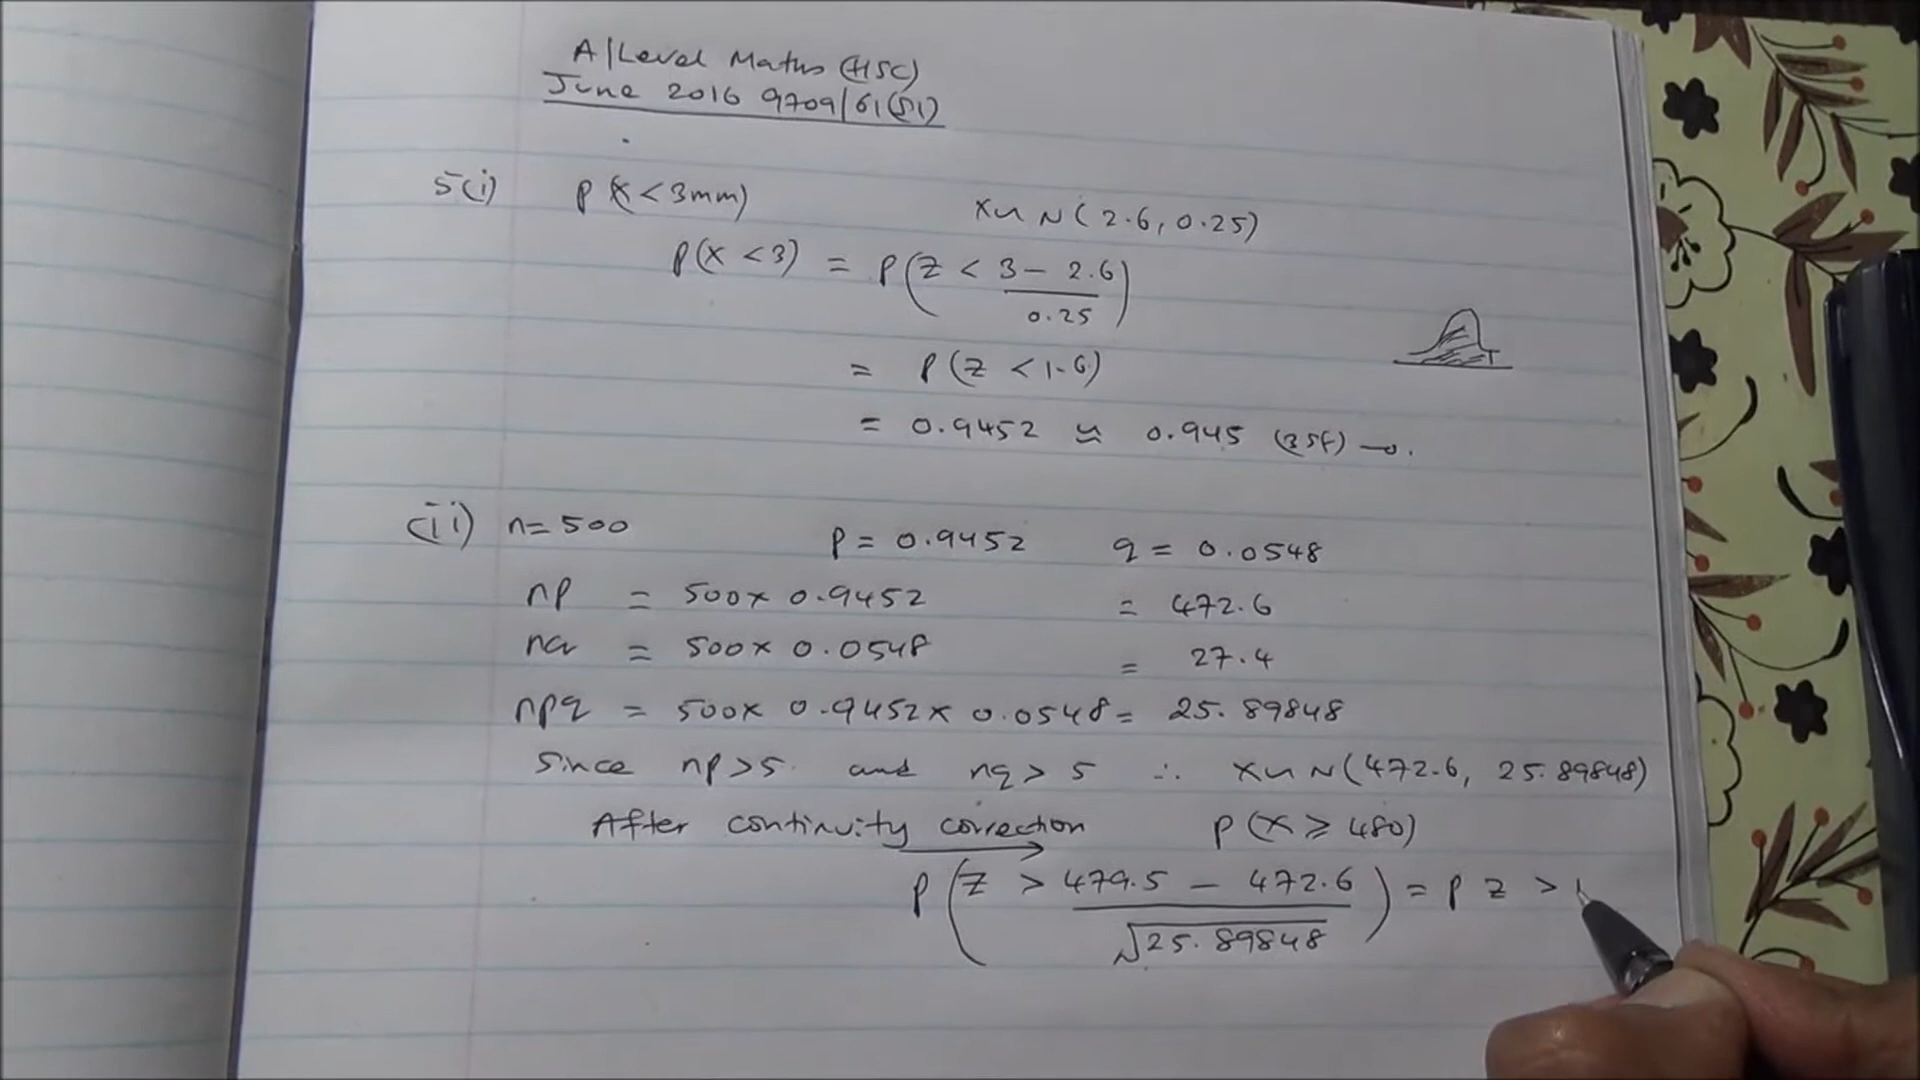 A/Level Maths (HSC)
June 2016 9709/61(S1)
5(i) P(x < 3mm) X~N(2.6, 0.25)
P(X < 3) = P(Z < 3 - 2.6 / 0.25)
= P(Z < 1.6)
= 0.9452 ≈ 0.945 (3sf)
(ii) n = 500 P = 0.9452 q = 0.0548
np = 500 x 0.9452 = 472.6
nq = 500 x 0.0548 = 27.4
npq = 500 x 0.9452 x 0.0548 = 25.89848
Since np > 5 and nq > 5 ∴ X~N(472.6, 25.89848)
After continuity correction P(X ≥ 480)
P(Z > 479.5 - 472.6 / √25.89848) = P Z >